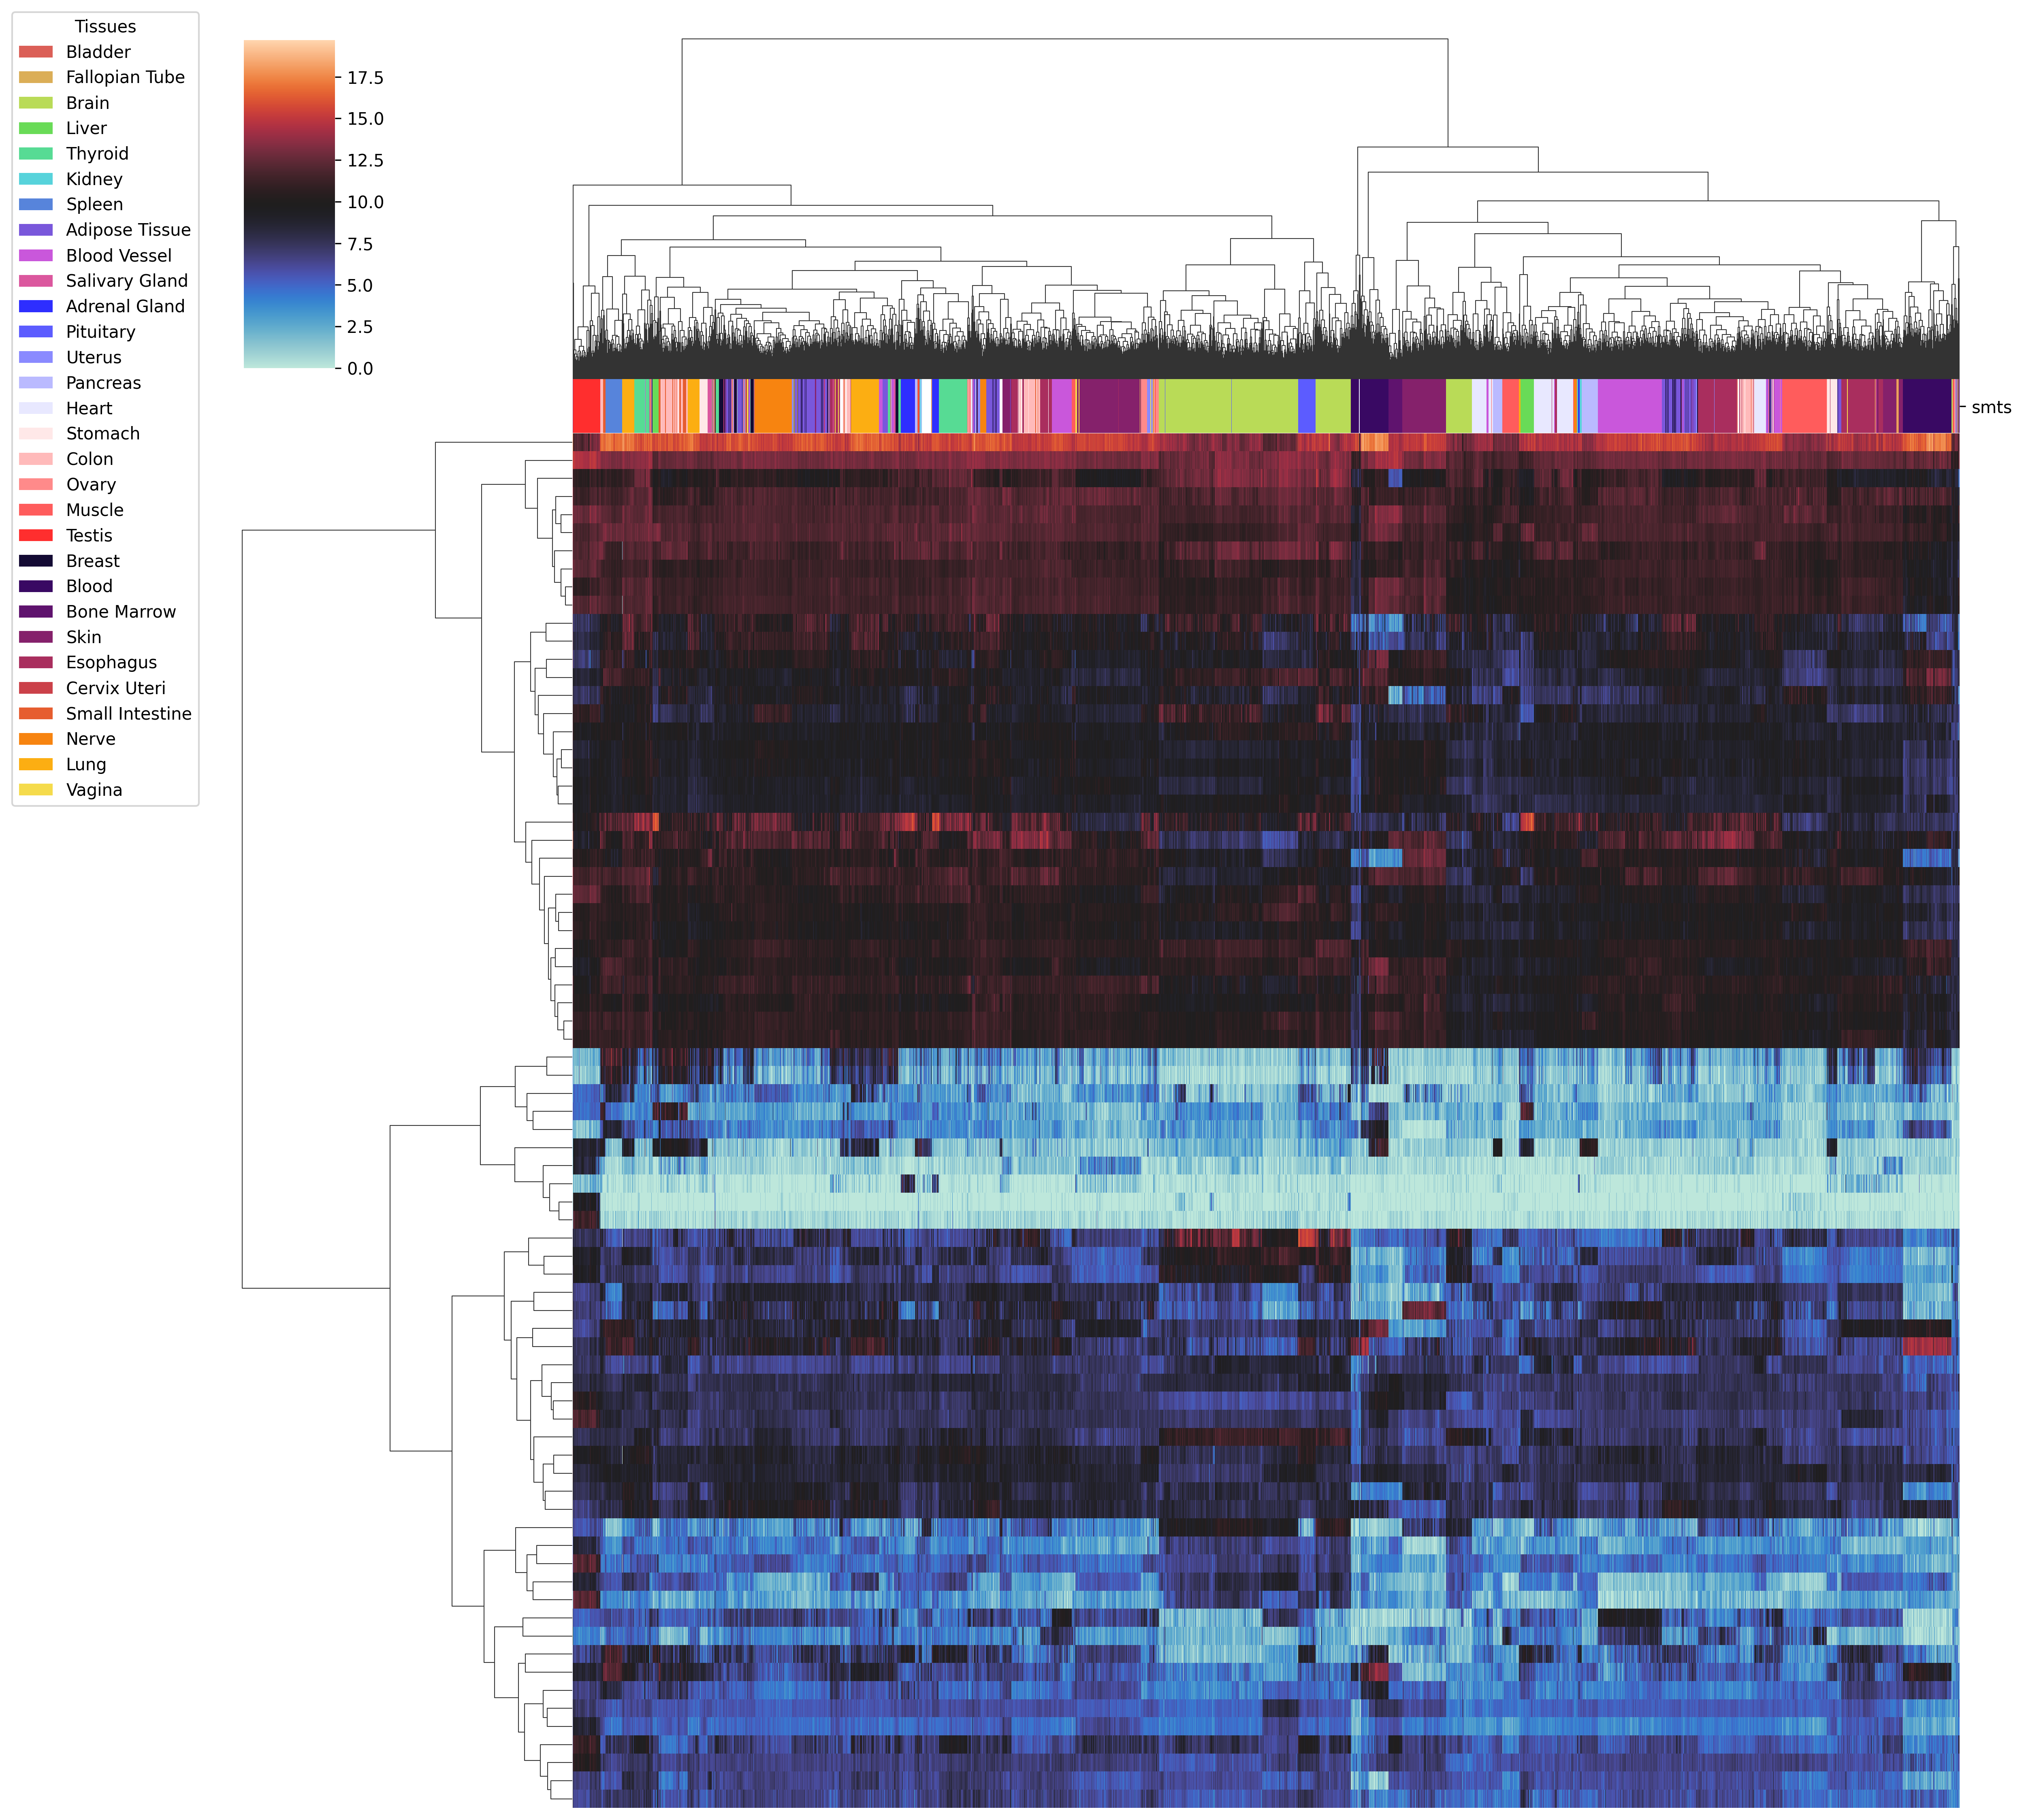 Tissues
Bladder
Fallopian Tube
Brain
Liver
Thyroid
Kidney
Spleen
Adipose Tissue
Blood Vessel
Salivary Gland
Adrenal Gland
Pituitary
Uterus
Pancreas
Heart
Stomach
Colon
Ovary
Muscle
Testis
Breast
Blood
Bone Marrow
Skin
Esophagus
Cervix Uteri
Small Intestine
Nerve
Lung
Vagina
17.5
15.0
12.5
10.0
7.5
5.0
2.5
0.0
smts